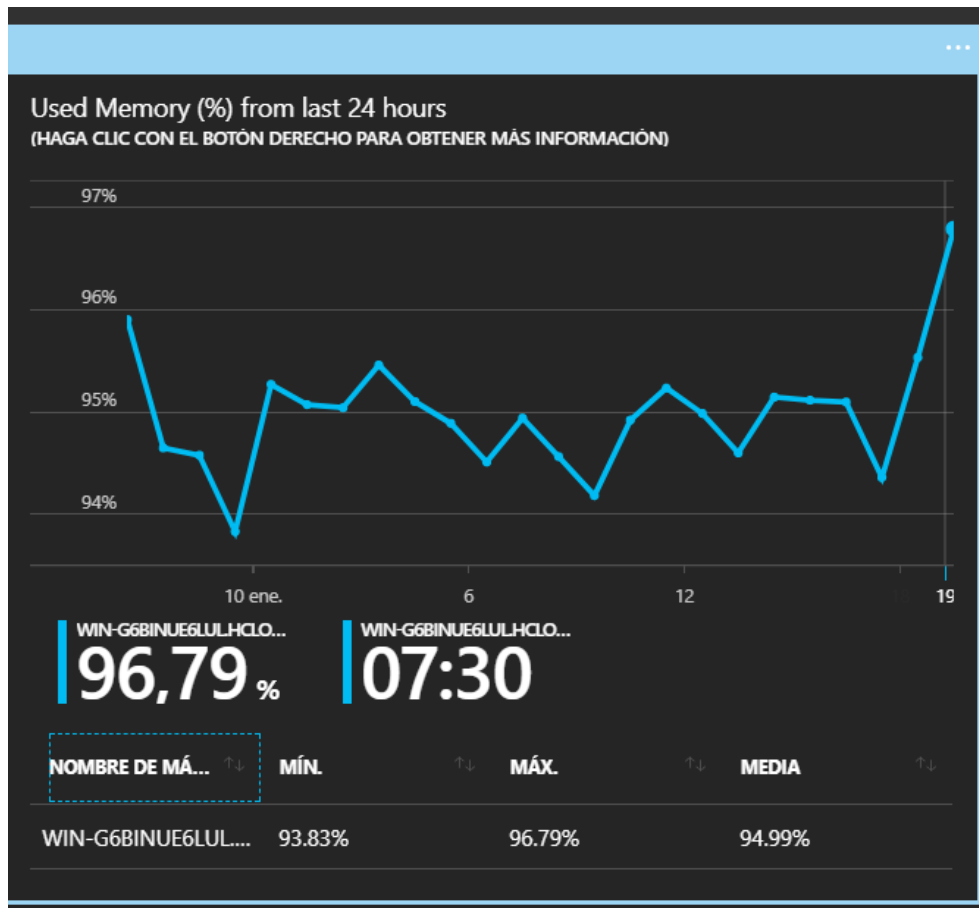 Used Memory (%) from last 24 hours
(HAGA CLIC CON EL BOTÓN DERECHO PARA OBTENER MÁS INFORMACIÓN)
97%
96%
95%
94%
10 ene. 6 12 19
WIN-G6BINUE6LUL.HCLO... WIN-G6BINUE6LUL.HCLO...
96,79 % 07:30
NOMBRE DE MÁ... MÍN. MÁX. MEDIA
WIN-G6BINUE6LUL.... 93.83% 96.79% 94.99%